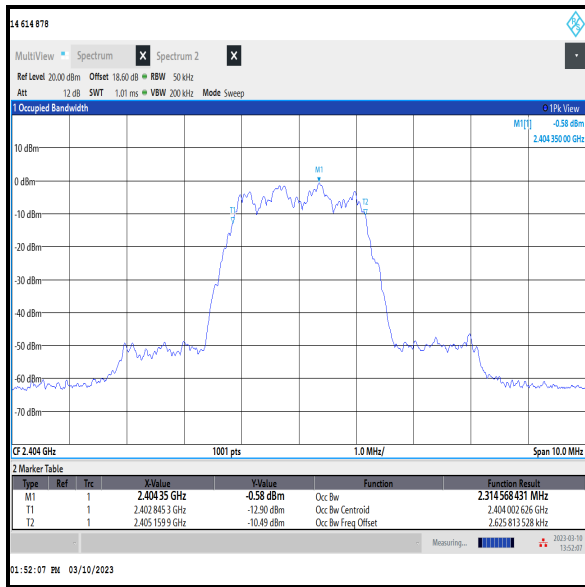 14 614 878
MultiView Spectrum X Spectrum 2 X
Ref Level 20.00 dBm Offset 18.60 dB RBW 50 kHz
Att 12 dB SWT 1.01 ms VBW 200 kHz Mode Sweep
1 Occupied Bandwidth 1Pk View
M1[1] -0.58 dBm
2.404 350 00 GHz
10 dBm
M1
0 dBm
T1 T2
-10 dBm
-20 dBm
-30 dBm
-40 dBm
-50 dBm
-60 dBm
-70 dBm
CF 2.404 GHz 1001 pts 1.0 MHz/ Span 10.0 MHz
2 Marker Table
Type Ref Trc X-Value Y-Value Function Function Result
M1 1 2.404 35 GHz -0.58 dBm Occ Bw 2.314 568 431 MHz
T1 1 2.402 845 3 GHz -12.90 dBm Occ Bw Centroid 2.404 002 626 GHz
T2 1 2.405 159 9 GHz -10.49 dBm Occ Bw Freq Offset 2.625 813 528 kHz
Measuring... 2023-03-10
13:52:07
01:52:07 PM 03/10/2023